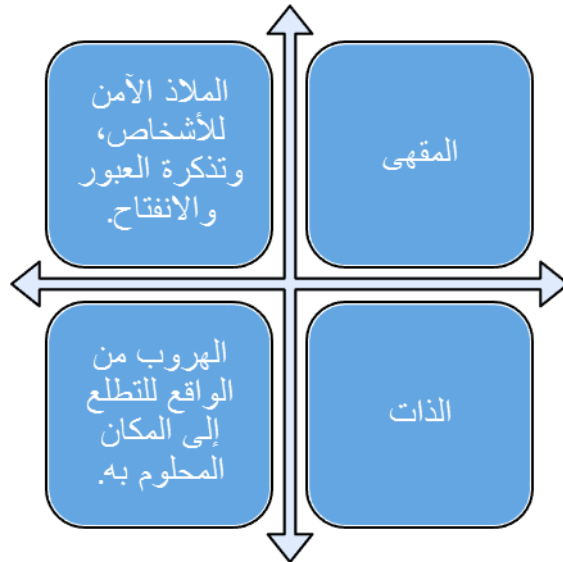 المقهى
الملاذ الآمن
للأشخاص،
وتذكرة العبور
والانفتاح.
الذات
الهروب من
الواقع للتطلع
إلى المكان
المحلوم به.